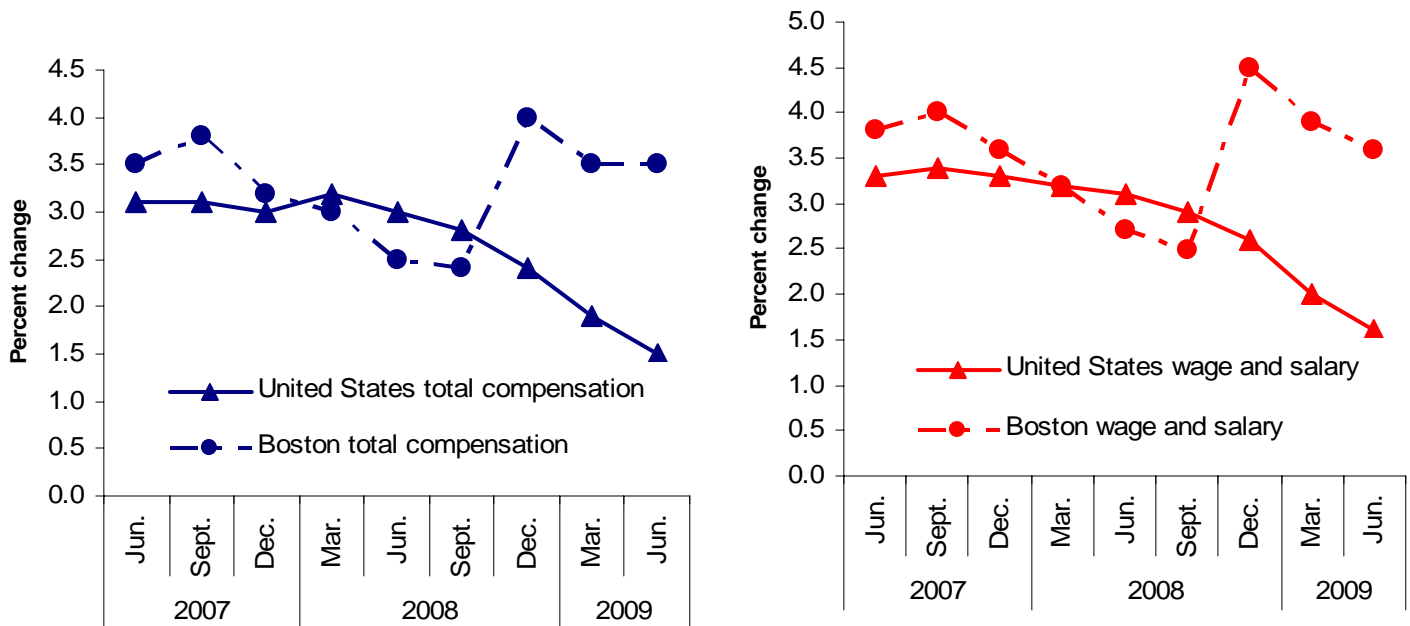 4.5
4.0
3.5
3.0
2.5
2.0
1.5
1.0
0.5
0.0
Percent change
United States total compensation
Boston total compensation
Jun. Sept. Dec. Mar. Jun. Sept. Dec. Mar. Jun.
2007 2008 2009
5.0
4.5
4.0
3.5
3.0
2.5
2.0
1.5
1.0
0.5
0.0
Percent change
United States wage and salary
Boston wage and salary
Jun. Sept. Dec. Mar. Jun. Sept. Dec. Mar. Jun.
2007 2008 2009